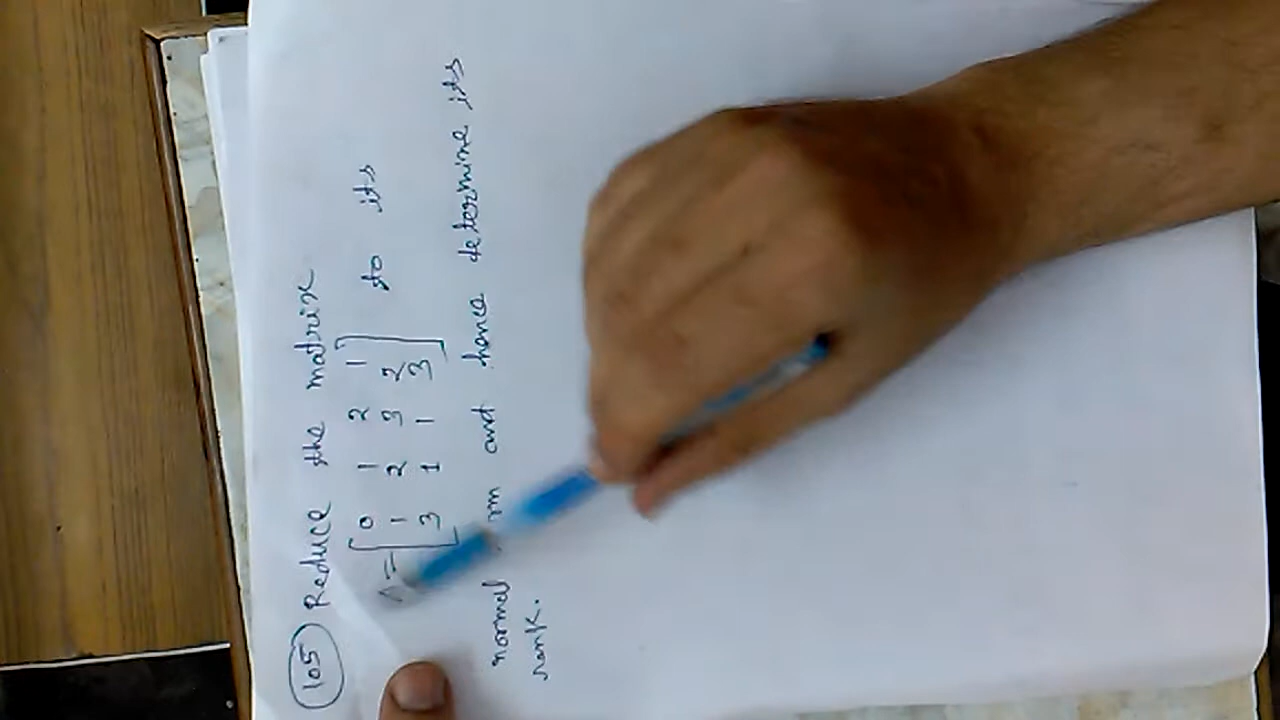 105 Reduce the matrix
A = [ 0 1 2 1 ] to its
1 2 3 2
3 1 1 3
normal and hence determine its
rank.